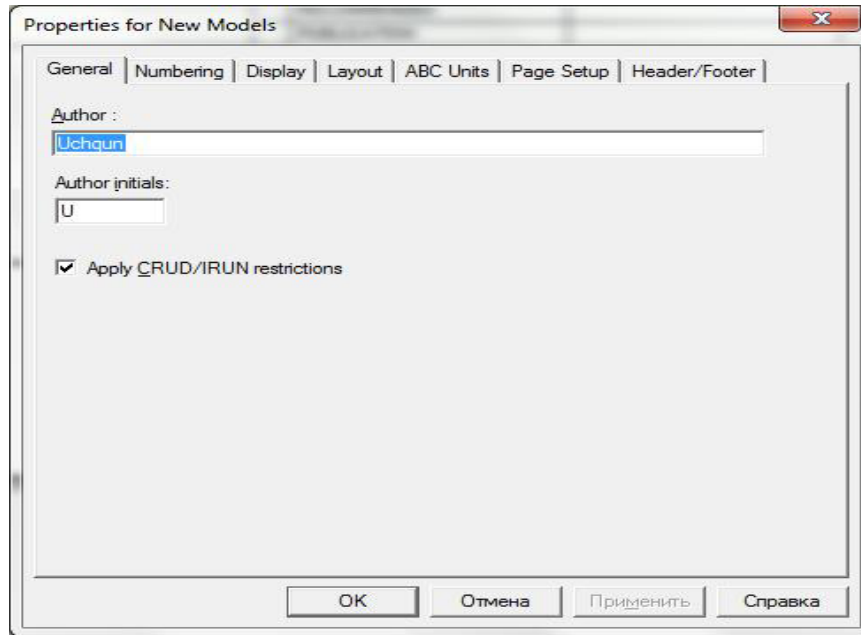 Properties for New Models
General Numbering Display Layout ABC Units Page Setup Header/Footer
Author :
Uchqun
Author initials:
U
Apply CRUD/IRUN restrictions
OK Отмена Применить Справка